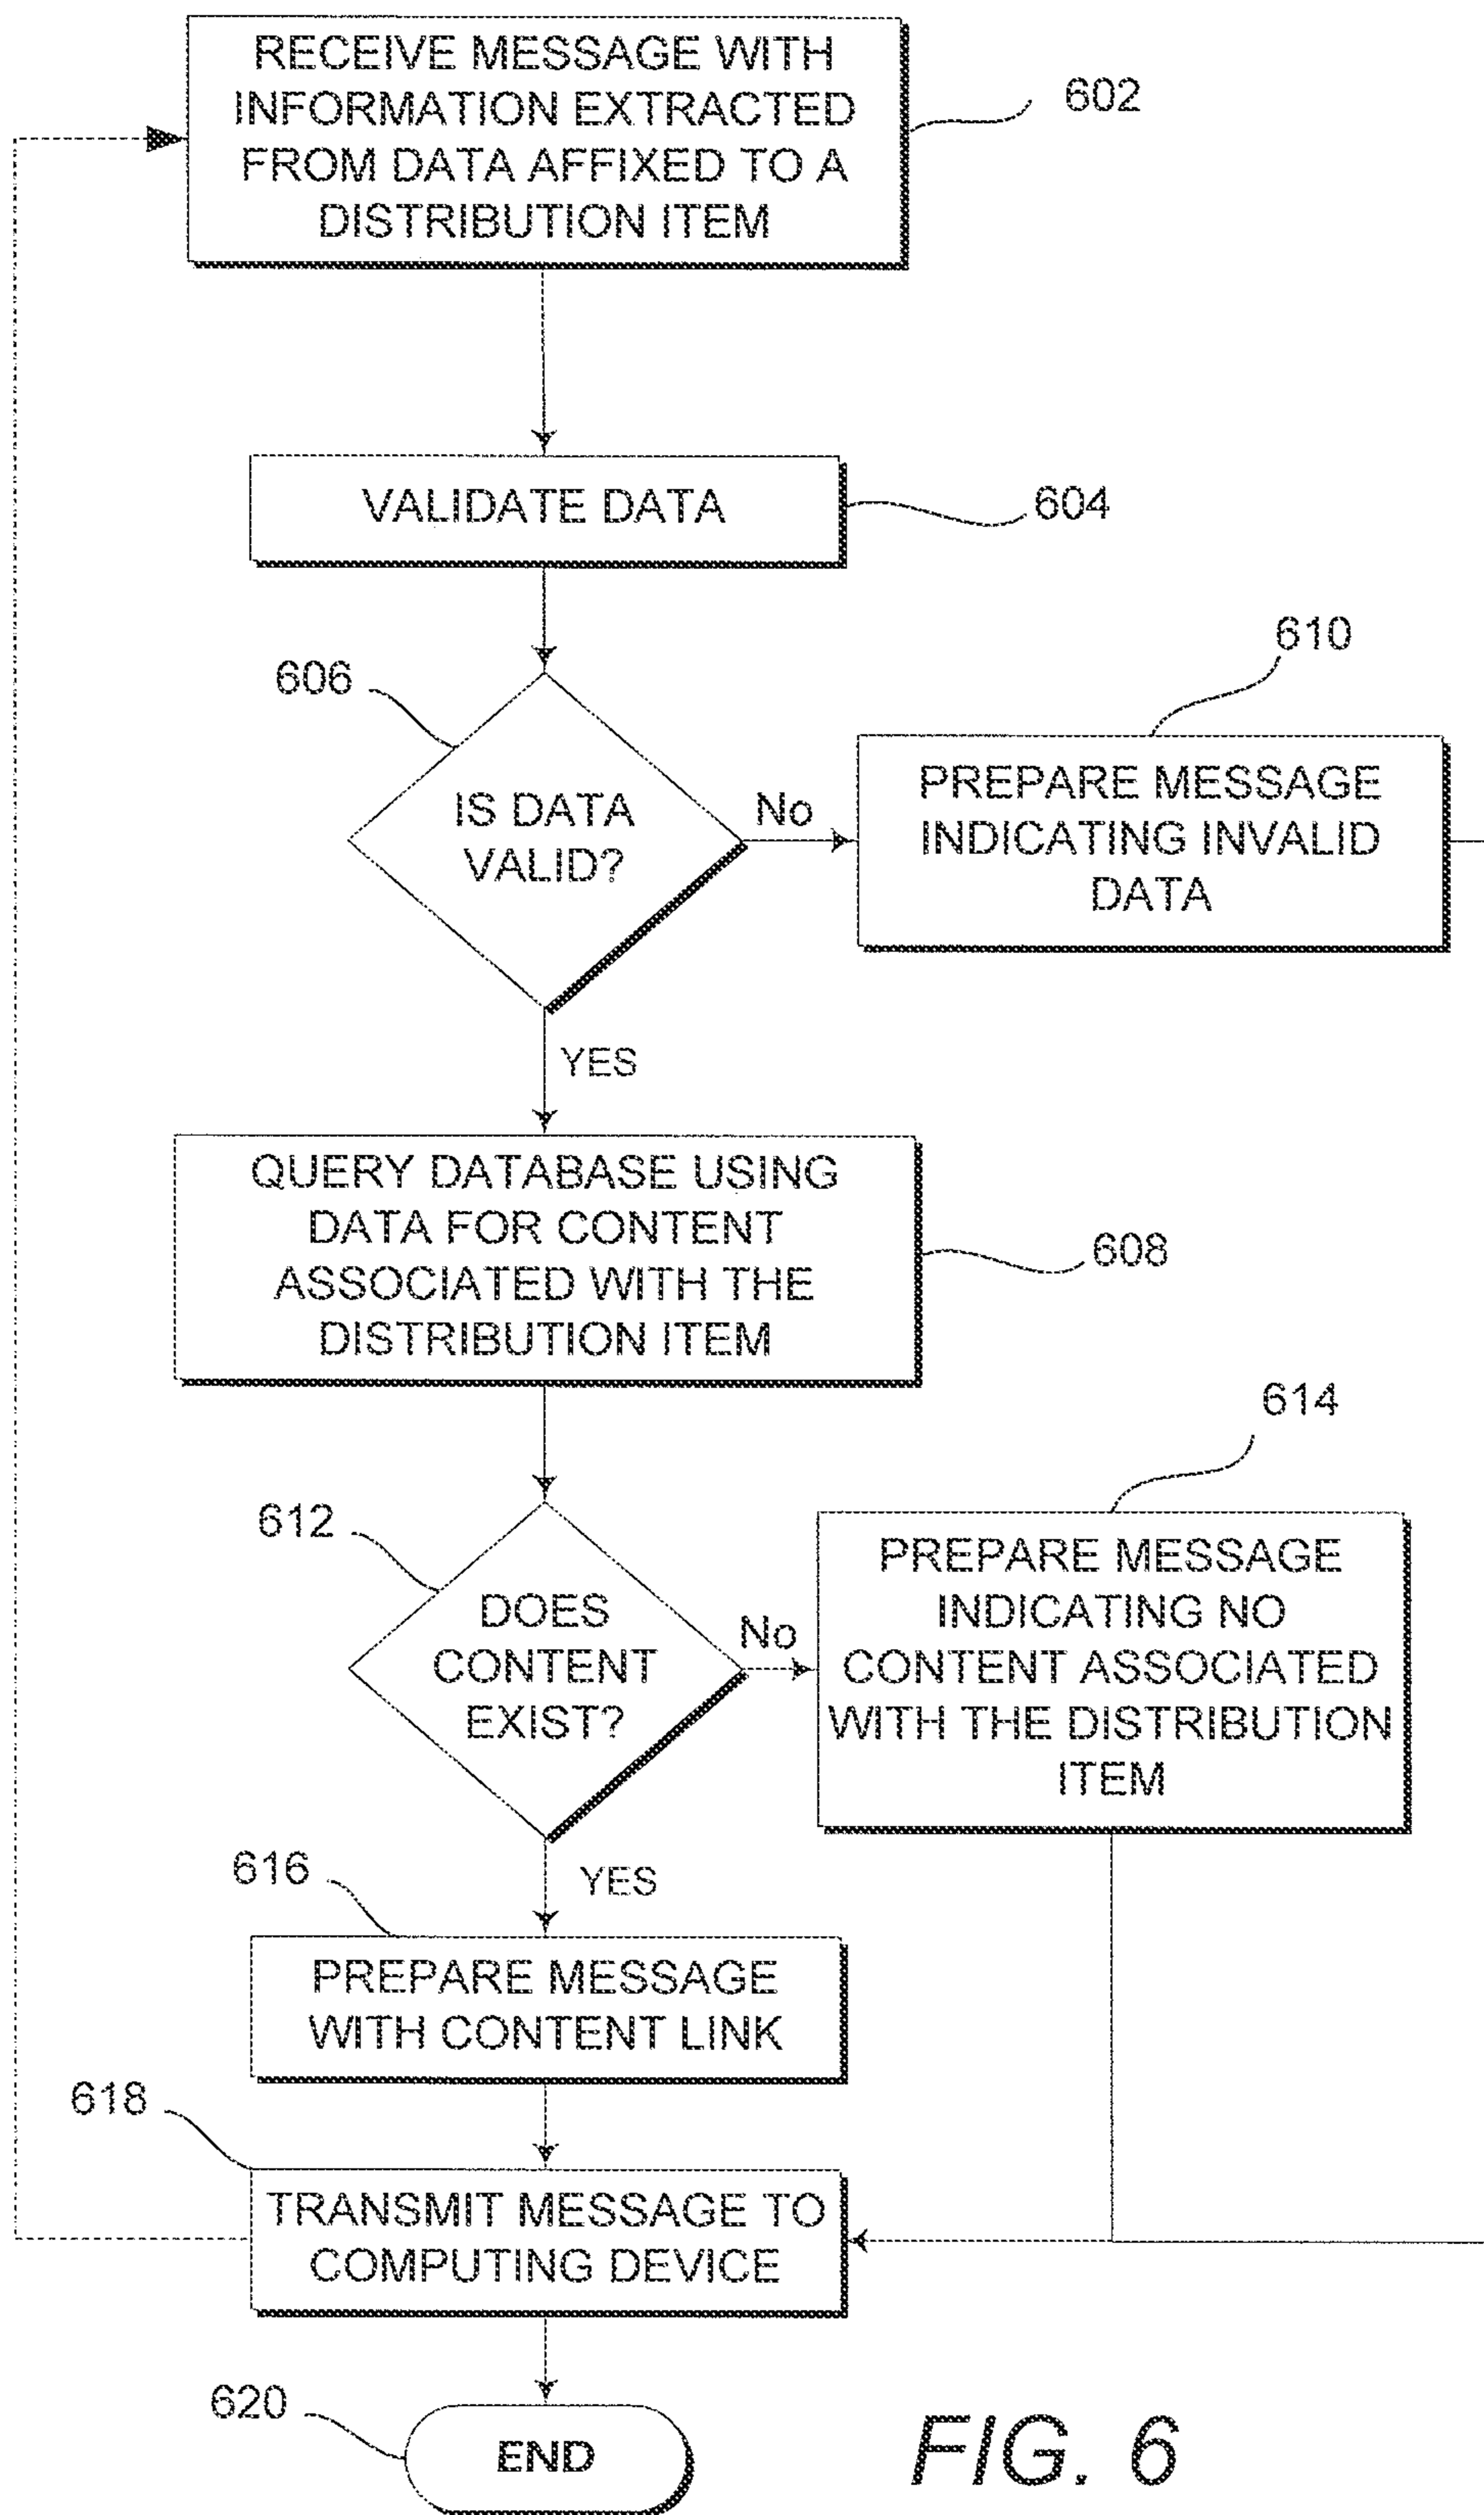 RECEIVE MESSAGE WITH
INFORMATION EXTRACTED
FROM DATA AFFIXED TO A
DISTRIBUTION ITEM
602
VALIDATE DATA
604
606
IS DATA
VALID?
No
610
PREPARE MESSAGE
INDICATING INVALID
DATA
YES
QUERY DATABASE USING
DATA FOR CONTENT
ASSOCIATED WITH THE
DISTRIBUTION ITEM
608
612
DOES
CONTENT
EXIST?
No
614
PREPARE MESSAGE
INDICATING NO
CONTENT ASSOCIATED
WITH THE DISTRIBUTION
ITEM
YES
616
PREPARE MESSAGE
WITH CONTENT LINK
618
TRANSMIT MESSAGE TO
COMPUTING DEVICE
620
END
FIG. 6